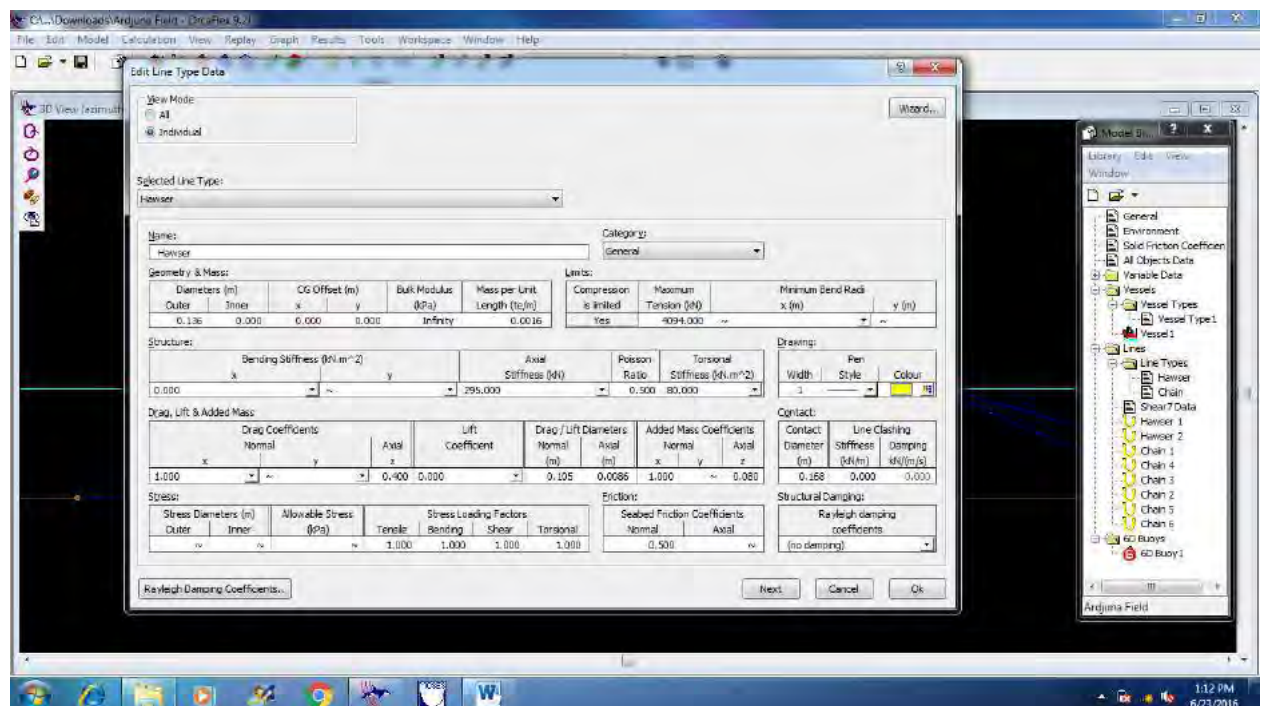 C:\...\Downloads\Ardjuna Field - OrcaFlex 9.2
File Edit Model Calculation View Replay Graph Results Tools Workspace Window Help
Edit Line Type Data
3D View (azimuth
View Mode
All
Individual
Wizard...
Selected Line Type:
Hawser
Name:
Category:
Hawser
General
Geometry & Mass:
Limits:
Diameters (m) CG Offset (m) Bulk Modulus Mass per Unit Compression Maximum Minimum Bend Radii
Outer Inner x y (kPa) Length (te/m) is limited Tension (kN) x (m) y (m)
0.136 0.000 0.000 0.000 Infinity 0.0016 Yes 4094.000 ~ ~
Structure:
Drawing:
Bending Stiffness (kN.m^2) Axial Poisson Torsional Pen
x y Stiffness (kN) Ratio Stiffness (kN.m^2) Width Style Colour
0.000 ~ 295.000 0.500 80.000 1
Drag, Lift & Added Mass
Contact:
Drag Coefficients Lift Drag / Lift Diameters Added Mass Coefficients Contact Line Clashing
Normal Axial Coefficient Normal Axial Normal Axial Diameter Stiffness Damping
x y z (m) (m) x y z (m) (kN/m) kN/(m/s)
1.000 ~ 0.400 0.000 0.105 0.0086 1.000 ~ 0.080 0.168 0.000 0.000
Stress:
Friction:
Structural Damping:
Stress Diameters (m) Allowable Stress Stress Loading Factors Seabed Friction Coefficients Rayleigh damping
Outer Inner (kPa) Tensile Bending Shear Torsional Normal Axial coefficients
~ ~ ~ 1.000 1.000 1.000 1.000 0.500 ~ (no damping)
Rayleigh Damping Coefficients...
Next Cancel Ok
Model Br...
Library Edit View
Window
General
Environment
Solid Friction Coefficien
All Objects Data
Variable Data
Vessels
Vessel Types
Vessel Type1
Vessel1
Lines
Line Types
Hawser
Chain
Shear7 Data
Hawser 1
Hawser 2
Chain 1
Chain 4
Chain 3
Chain 2
Chain 5
Chain 6
6D Buoys
6D Buoy1
Ardjuna Field
1:12 PM
6/23/2016